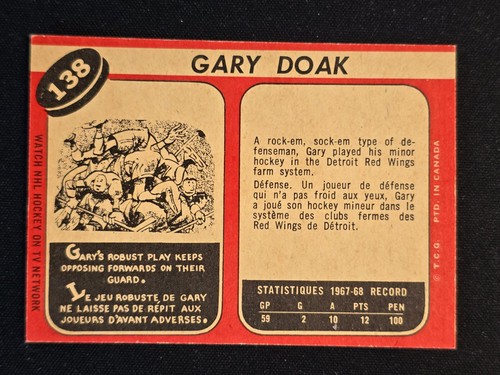 138
GARY DOAK
WATCH NHL HOCKEY ON TV NETWORK
GARY'S ROBUST PLAY KEEPS
OPPOSING FORWARDS ON THEIR
GUARD.
LE JEU ROBUSTE DE GARY
NE LAISSE PAS DE RÉPIT AUX
JOUEURS D'AVANT ADVERSES.
A rock-em, sock-em type of de-
fenseman, Gary played his minor
hockey in the Detroit Red Wings
farm system.
Défense. Un joueur de défense
qui n'a pas froid aux yeux, Gary
a joué son hockey mineur dans le
système des clubs fermes des
Red Wings de Détroit.
STATISTIQUES 1967-68 RECORD
GP G A PTS PEN
59 2 10 12 100
© T.C.G. PTD. IN CANADA